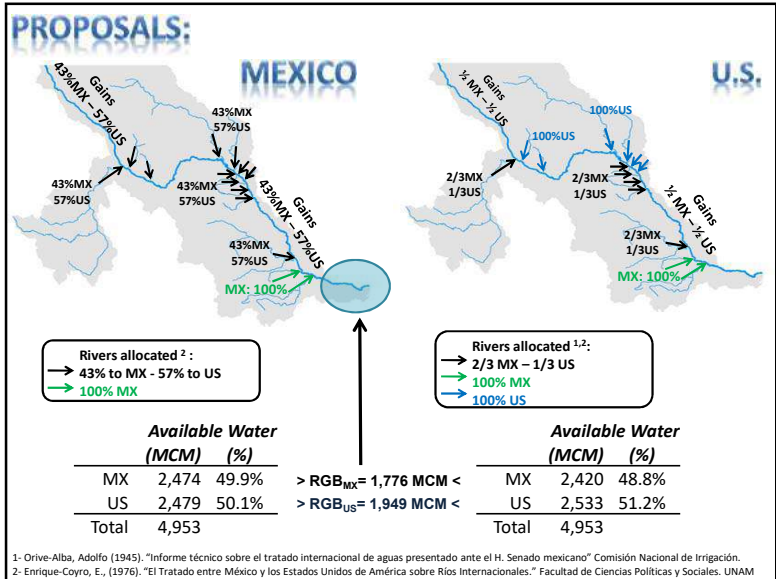 PROPOSALS:
MEXICO
Gains
43%MX – 57%US
43%MX
57%US
43%MX
57%US
43%MX
57%US
Gains
43%MX – 57%US
43%MX
57%US
MX: 100%
Rivers allocated ² :
43% to MX - 57% to US
100% MX
U.S.
Gains
½ MX – ½ US
100%US
100%US
2/3MX
1/3US
2/3MX
1/3US
Gains
½ MX – ½ US
2/3MX
1/3US
MX: 100%
Rivers allocated ¹,²:
2/3 MX – 1/3 US
100% MX
100% US
Available Water
(MCM) (%)
MX 2,474 49.9%
US 2,479 50.1%
Total 4,953
> RGBMX= 1,776 MCM <
> RGBUS= 1,949 MCM <
Available Water
(MCM) (%)
MX 2,420 48.8%
US 2,533 51.2%
Total 4,953
1- Orive-Alba, Adolfo (1945). “Informe técnico sobre el tratado internacional de aguas presentado ante el H. Senado mexicano” Comisión Nacional de Irrigación.
2- Enrique-Coyro, E., (1976). “El Tratado entre México y los Estados Unidos de América sobre Ríos Internacionales.” Facultad de Ciencias Políticas y Sociales. UNAM